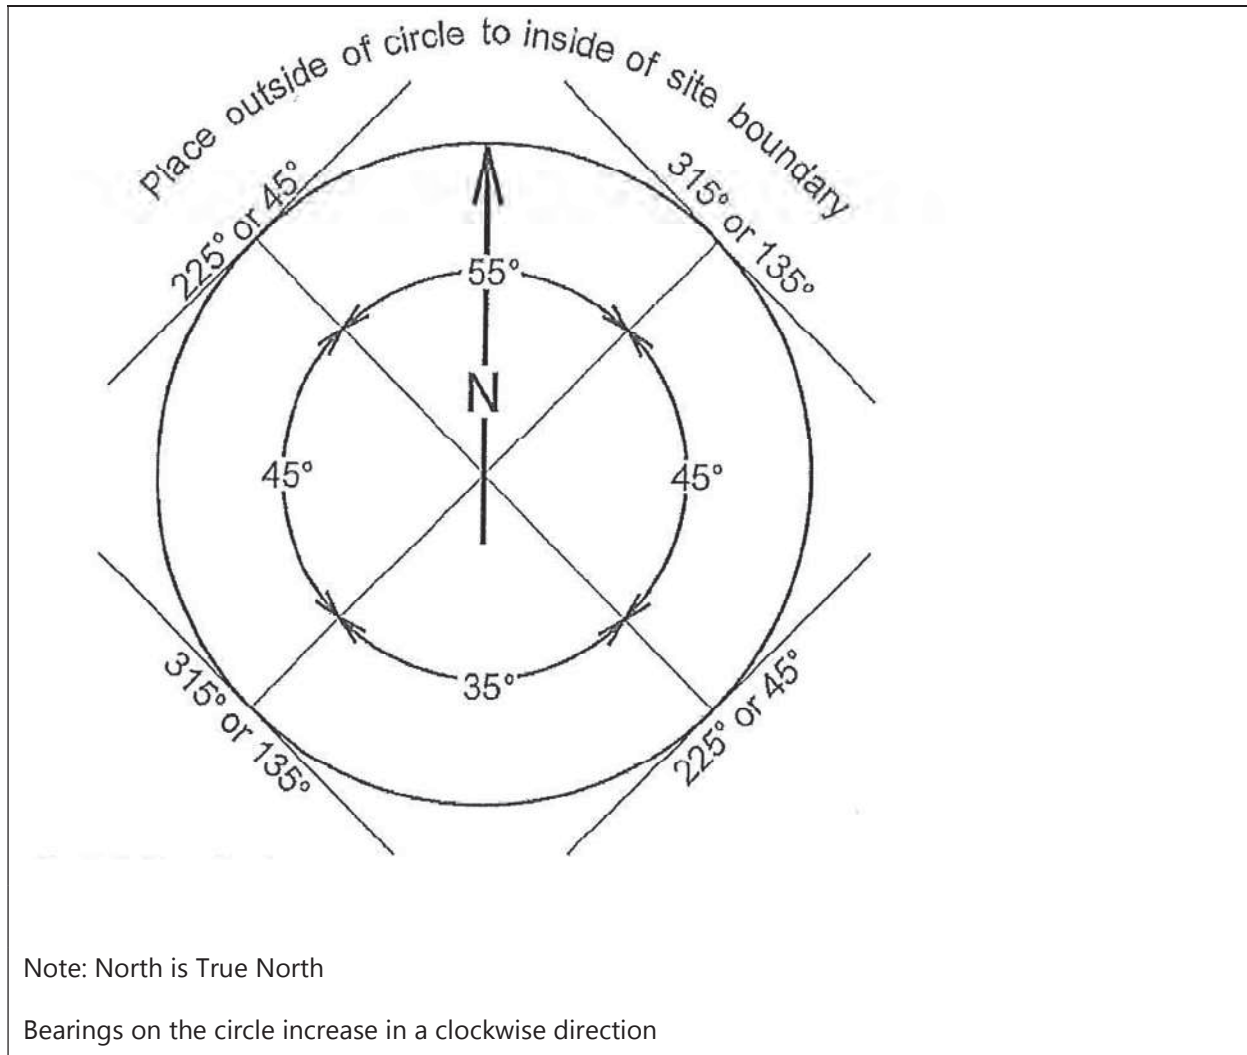 Place outside of circle to inside of site boundary
225° or 45°
315° or 135°
55°
N
45°
45°
35°
315° or 135°
225° or 45°
Note: North is True North
Bearings on the circle increase in a clockwise direction